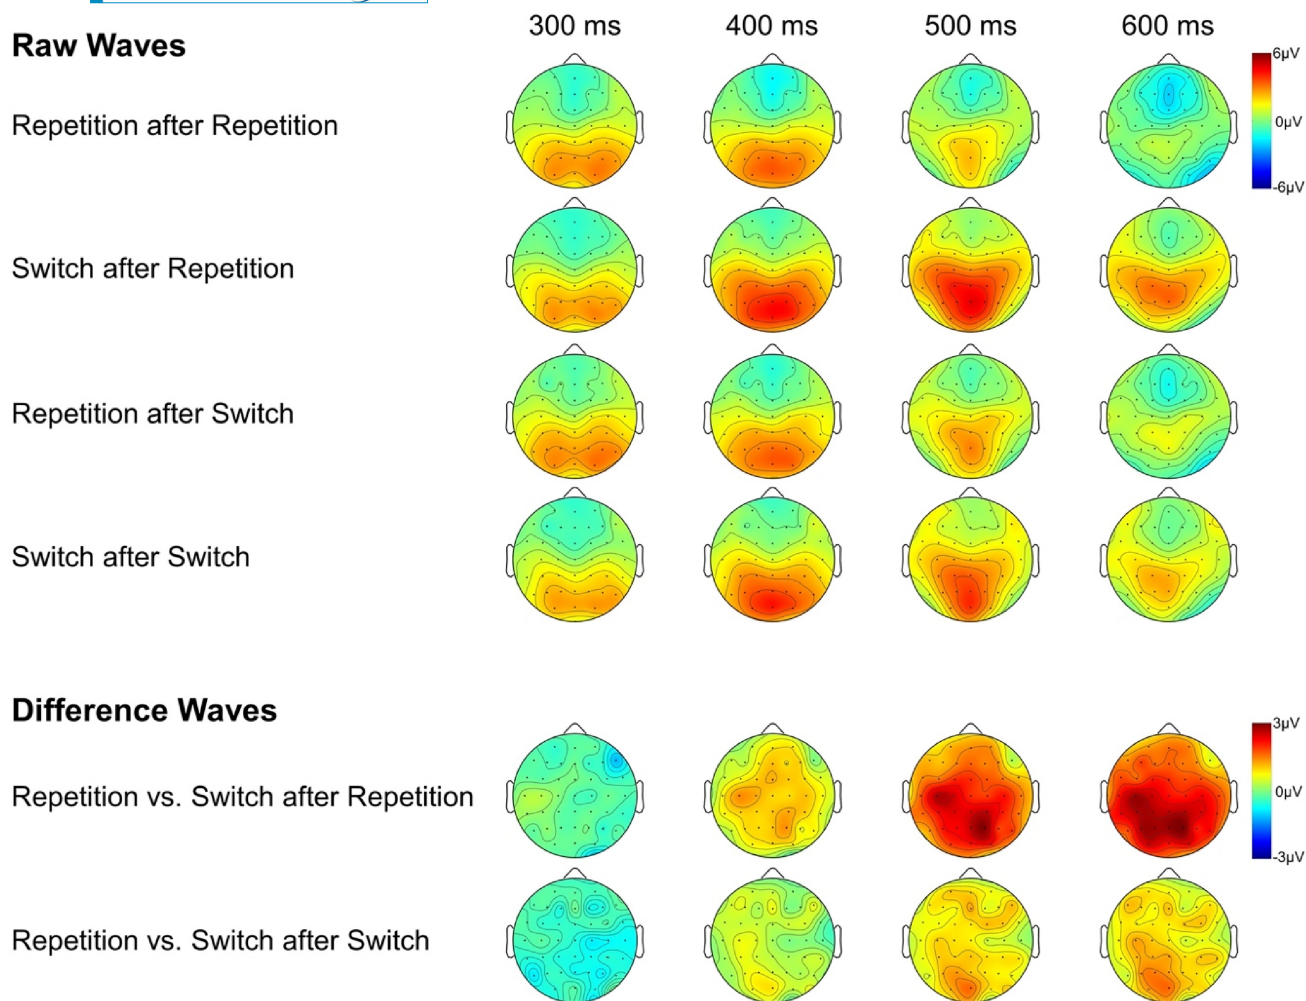 300 ms 400 ms 500 ms 600 ms
Raw Waves
6μV
Repetition after Repetition
0μV
-6μV
Switch after Repetition
Repetition after Switch
Switch after Switch
Difference Waves
3μV
Repetition vs. Switch after Repetition
0μV
-3μV
Repetition vs. Switch after Switch